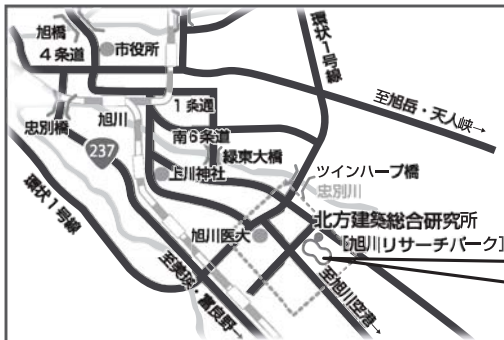 旭橋
4条通
市役所
環状1号線
至旭岳・天人峡→
1条通
旭川
忠別橋
南6条通
237
緑東大橋
ツインハープ橋
忠別川
上川神社
環状1号線
旭川医大
北方建築総合研究所
[旭川リサーチパーク]
至美瑛・富良野→
至旭川空港→